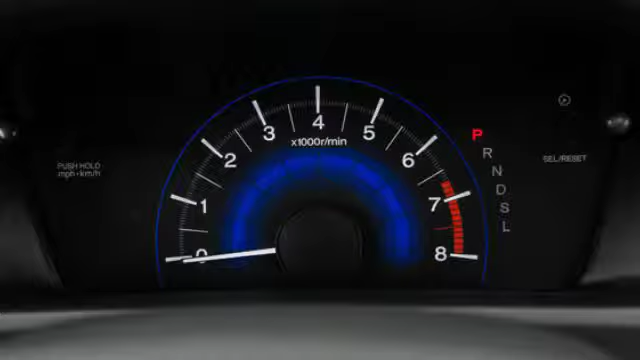 4
3
5
x1000r/min
2
6
1
7
0
8
P
R
N
D
S
L
PUSH HOLD
mph•km/h
SEL/RESET